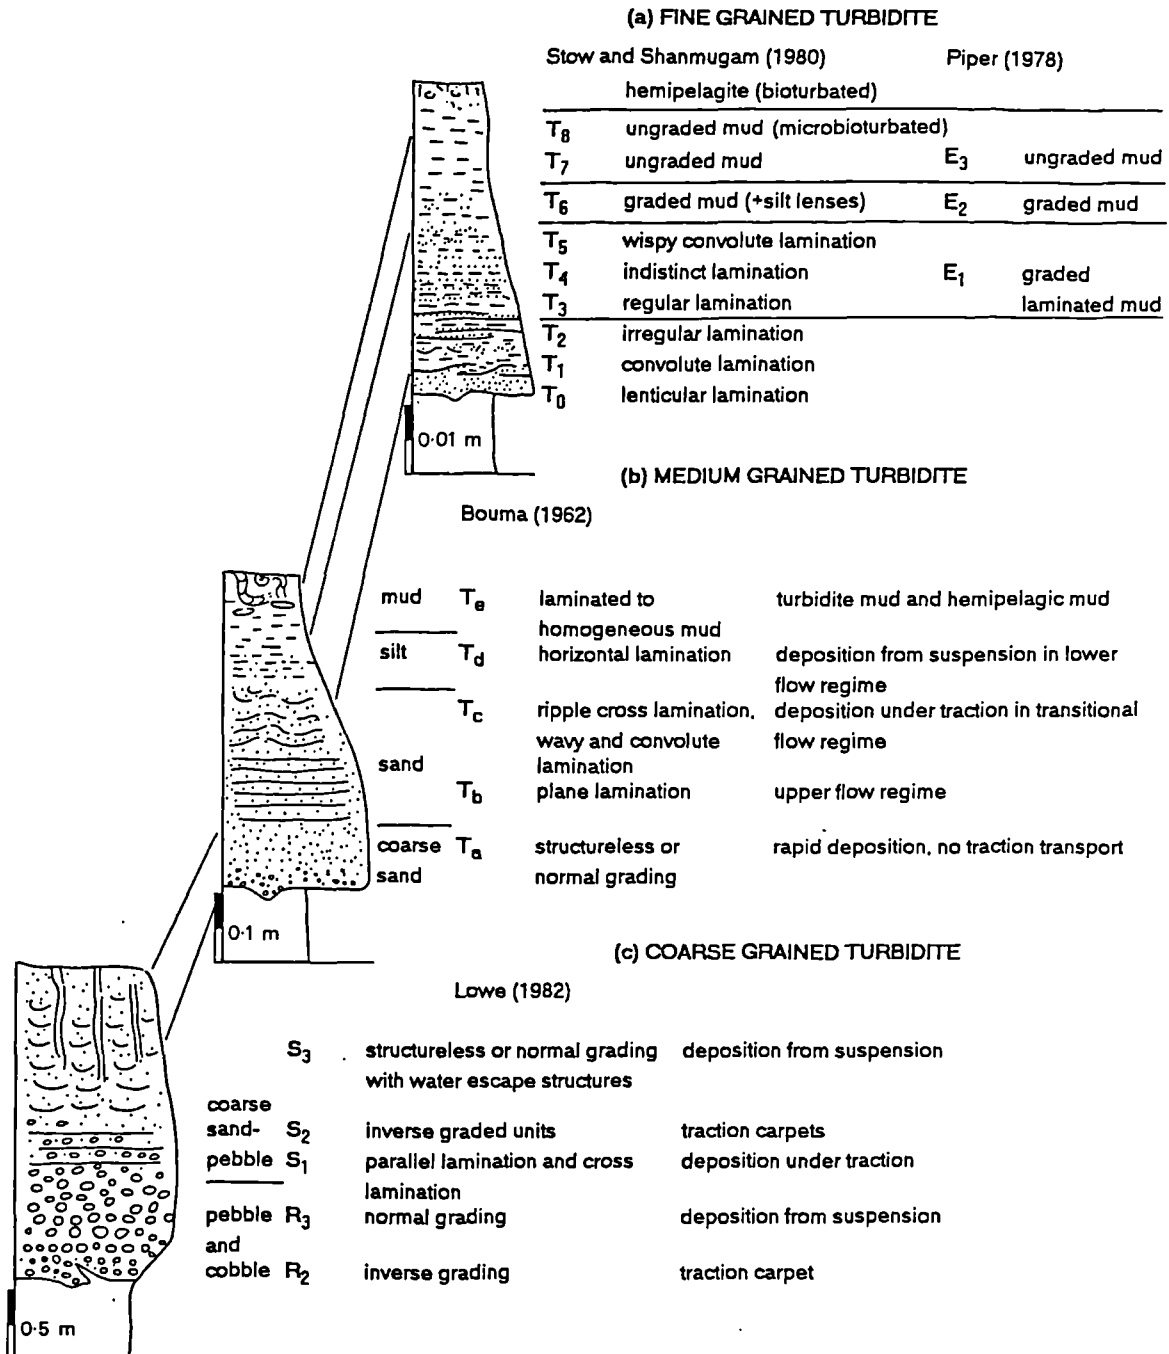 (a) FINE GRAINED TURBIDITE
Stow and Shanmugam (1980) Piper (1978)
hemipelagite (bioturbated)
T8 ungraded mud (microbioturbated)
T7 ungraded mud E3 ungraded mud
T6 graded mud (+silt lenses) E2 graded mud
T5 wispy convolute lamination
T4 indistinct lamination E1 graded
T3 regular lamination laminated mud
T2 irregular lamination
T1 convolute lamination
T0 lenticular lamination
0·01 m
(b) MEDIUM GRAINED TURBIDITE
Bouma (1962)
mud Te laminated to turbidite mud and hemipelagic mud
homogeneous mud
silt Td horizontal lamination deposition from suspension in lower
flow regime
Tc ripple cross lamination, deposition under traction in transitional
wavy and convolute flow regime
sand lamination
Tb plane lamination upper flow regime
coarse Ta structureless or rapid deposition, no traction transport
sand normal grading
0·1 m
(c) COARSE GRAINED TURBIDITE
Lowe (1982)
S3 structureless or normal grading deposition from suspension
with water escape structures
coarse
sand- S2 inverse graded units traction carpets
pebble S1 parallel lamination and cross deposition under traction
lamination
pebble R3 normal grading deposition from suspension
and
cobble R2 inverse grading traction carpet
0·5 m